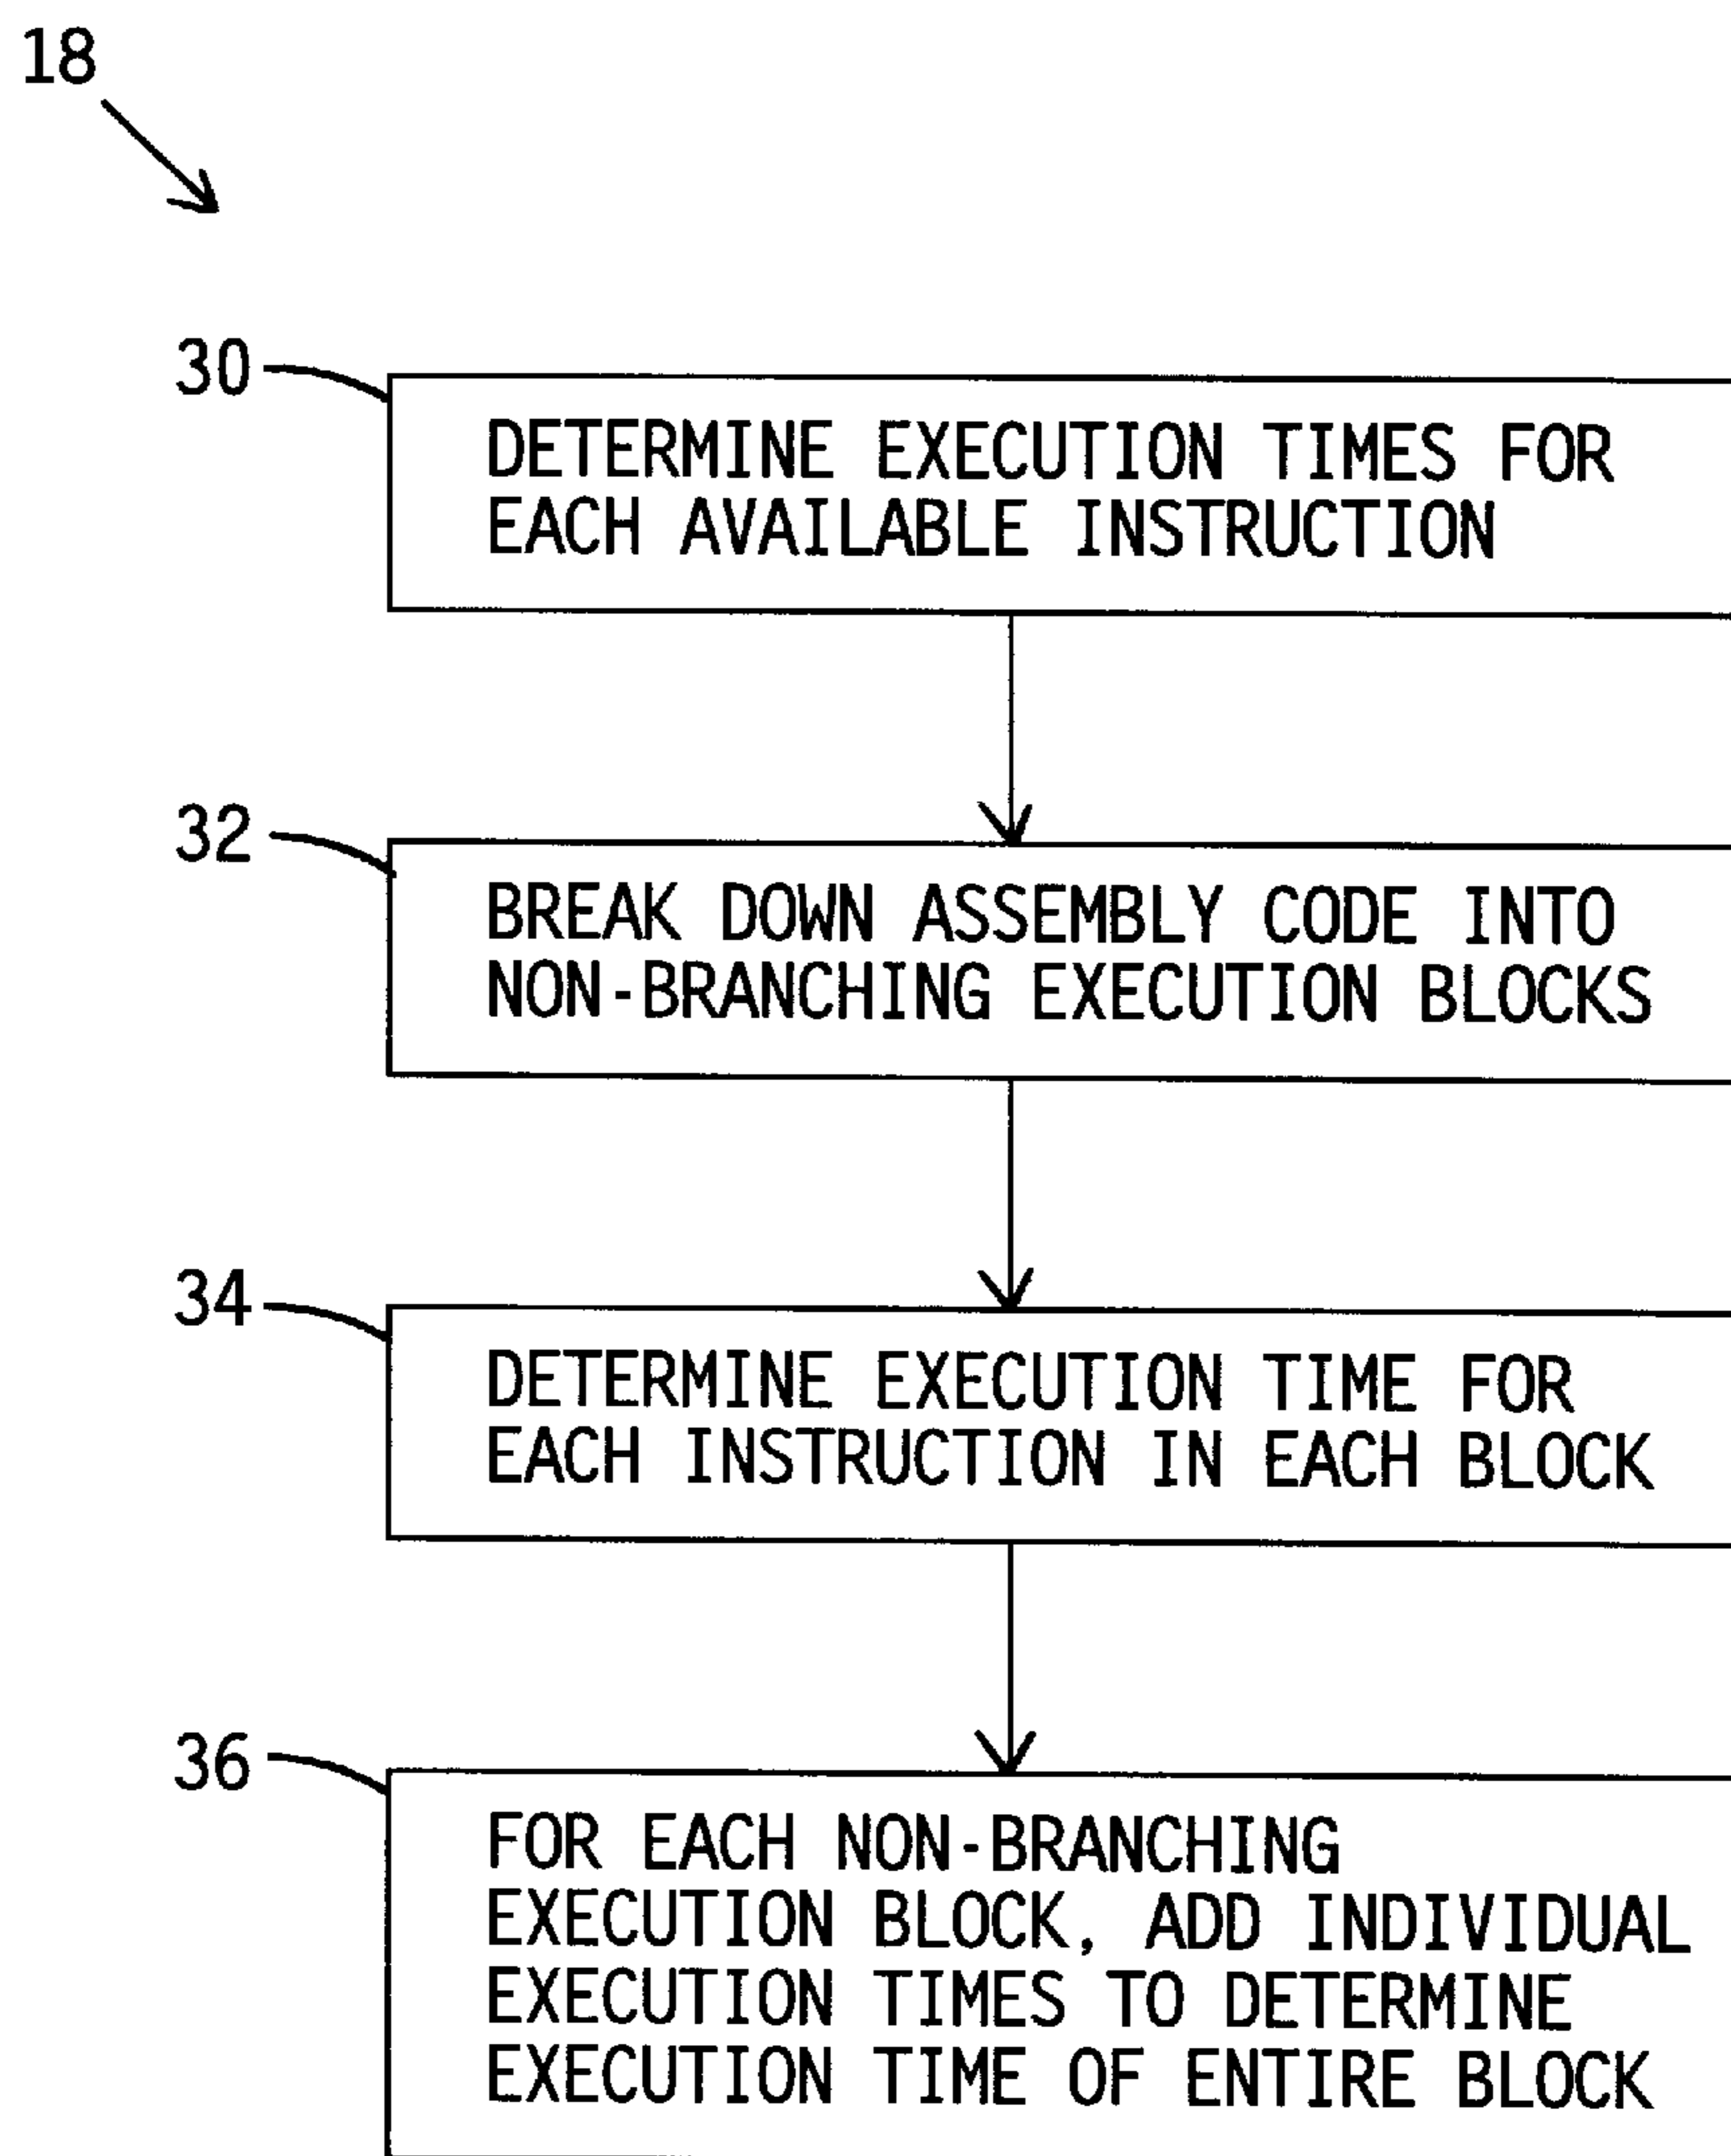 18
30
DETERMINE EXECUTION TIMES FOR
EACH AVAILABLE INSTRUCTION
32
BREAK DOWN ASSEMBLY CODE INTO
NON-BRANCHING EXECUTION BLOCKS
34
DETERMINE EXECUTION TIME FOR
EACH INSTRUCTION IN EACH BLOCK
36
FOR EACH NON-BRANCHING
EXECUTION BLOCK, ADD INDIVIDUAL
EXECUTION TIMES TO DETERMINE
EXECUTION TIME OF ENTIRE BLOCK